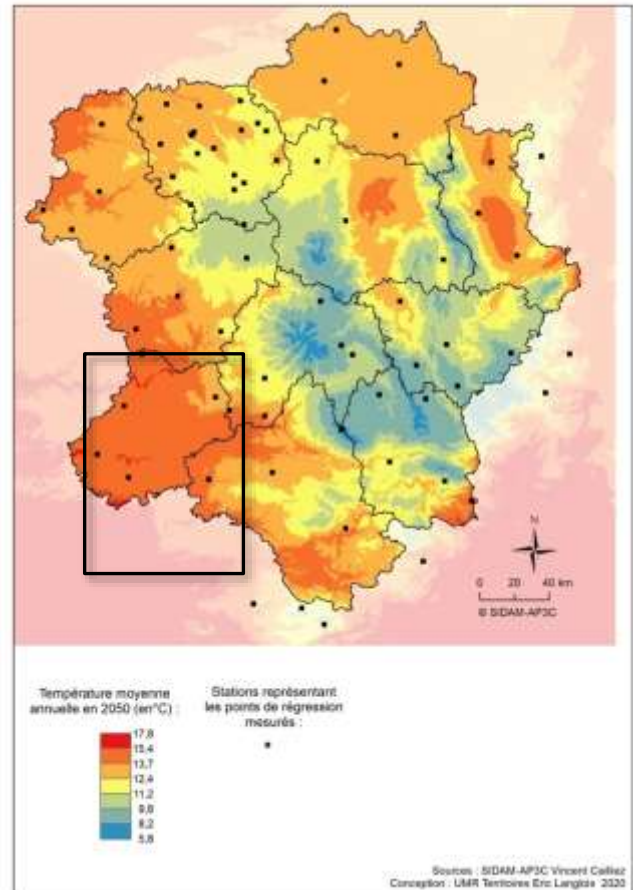 N
0 20 40 km
© SIDAM-AP3C
Température moyenne
annuelle en 2050 (en°C) :
17,8
15,4
13,7
12,4
11,2
9,8
8,2
5,8
Stations représentant
les points de régression
mesurés :
Sources : SIDAM-AP3C Vincent Cailliez
Conception : UMR Territoires Eric Langlois 2020